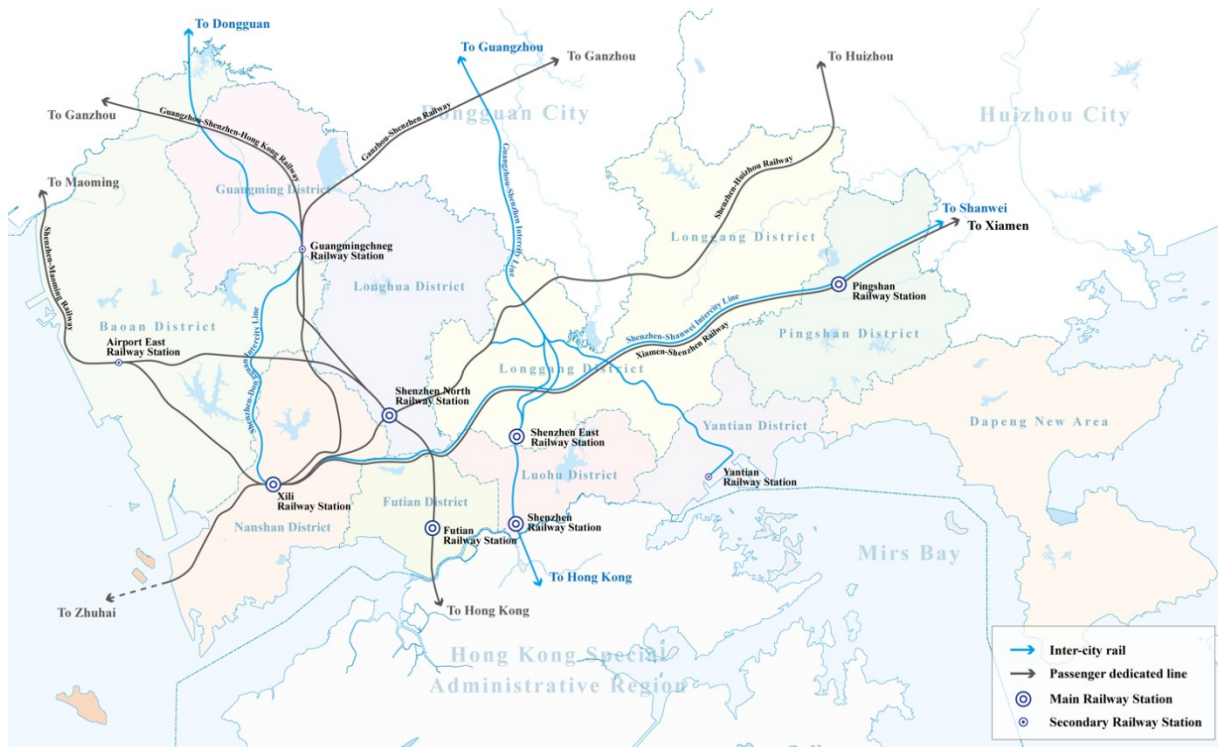 To Dongguan
To Guangzhou
To Ganzhou
To Huizhou
To Ganzhou
Guangzhou-Shenzhen-Hong Kong Railway
Ganzhou-Shenzhen Railway
Dongguan City
Huizhou City
To Maoming
Guangming District
Guangzhou-Shenzhen Intercity Line
Shenzhen-Huizhou Railway
To Shanwei
To Xiamen
Shenzhen-Maoming Railway
Guangmingchneg
Railway Station
Longgang District
Longhua District
Pingshan
Railway Station
Baoan District
Shenzhen-Shanwei Intercity Line
Xiamen-Shenzhen Railway
Pingshan District
Airport East
Railway Station
Intercity Line
Longgang District
Shenzhen North
Railway Station
Shenzhen East
Railway Station
Yantian District
Dapeng New Area
Luohu District
Yantian
Railway Station
Xili
Railway Station
Futian District
Nanshan District
Futian
Railway Station
Shenzhen
Railway Station
Mirs Bay
To Hong Kong
To Zhuhai
To Hong Kong
Hong Kong Special
Administrative Region
Inter-city rail
Passenger dedicated line
Main Railway Station
Secondary Railway Station